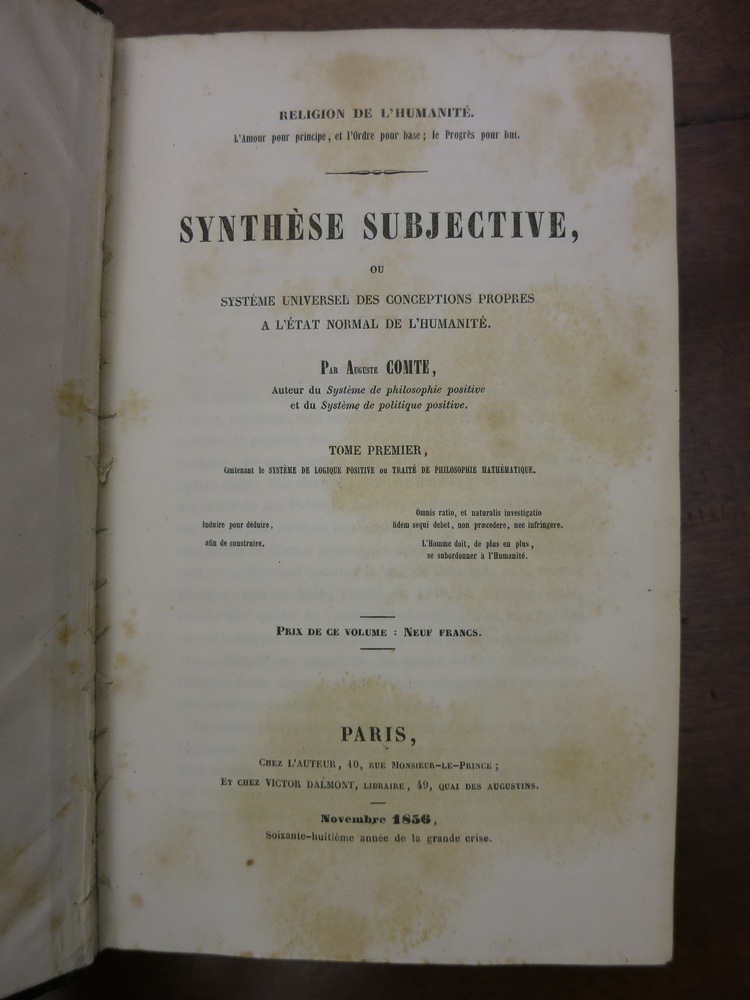 RELIGION DE L'HUMANITÉ.
L'Amour pour principe, et l'Ordre pour base; le Progrès pour but.
SYNTHÈSE SUBJECTIVE,
OU
SYSTÈME UNIVERSEL DES CONCEPTIONS PROPRES
A L'ÉTAT NORMAL DE L'HUMANITÉ.
PAR AUGUSTE COMTE,
Auteur du Système de philosophie positive
et du Système de politique positive.
TOME PREMIER,
Contenant le SYSTÈME DE LOGIQUE POSITIVE ou TRAITÉ DE PHILOSOPHIE MATHÉMATIQUE.
Induire pour déduire,
afin de construire.
Omnis ratio, et naturalis investigatio
fidem sequi debet, non præcedere, nec infringere.
L'Homme doit, de plus en plus,
se subordonner à l'Humanité.
PRIX DE CE VOLUME : NEUF FRANCS.
PARIS,
CHEZ L'AUTEUR, 10, RUE MONSIEUR-LE-PRINCE;
ET CHEZ VICTOR DALMONT, LIBRAIRE, 49, QUAI DES AUGUSTINS.
Novembre 1856,
Soixante-huitième année de la grande crise.